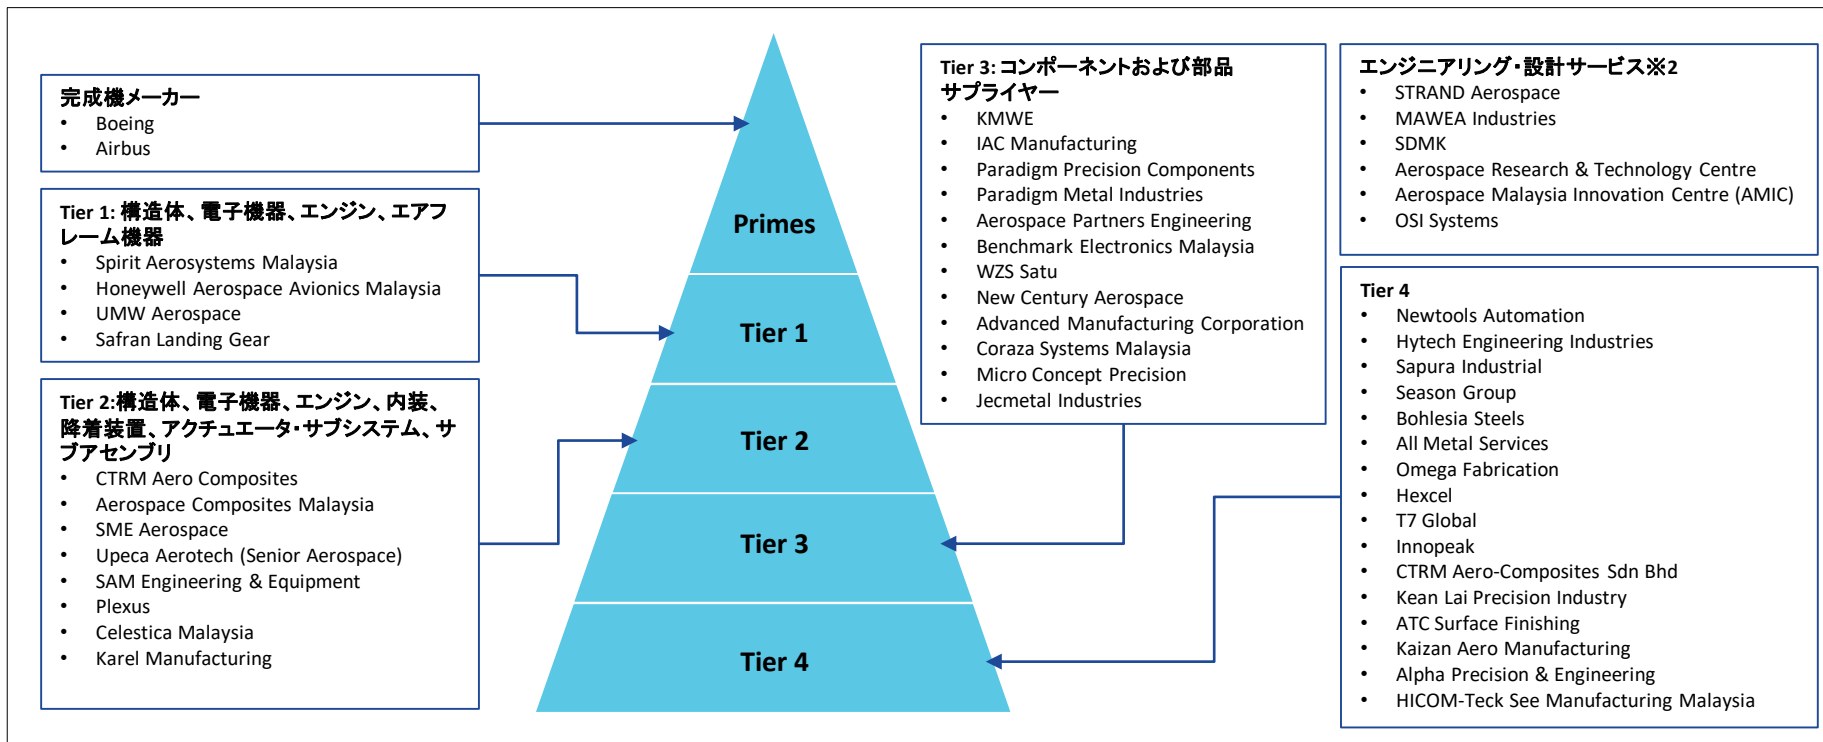 完成機メーカー
• Boeing
• Airbus
Tier 1: 構造体、電子機器、エンジン、エアフ
レーム機器
• Spirit Aerosystems Malaysia
• Honeywell Aerospace Avionics Malaysia
• UMW Aerospace
• Safran Landing Gear
Tier 2:構造体、電子機器、エンジン、内装、
降着装置、アクチュエータ・サブシステム、サ
ブアセンブリ
• CTRM Aero Composites
• Aerospace Composites Malaysia
• SME Aerospace
• Upeca Aerotech (Senior Aerospace)
• SAM Engineering & Equipment
• Plexus
• Celestica Malaysia
• Karel Manufacturing
Primes
Tier 1
Tier 2
Tier 3
Tier 4
Tier 3: コンポーネントおよび部品
サプライヤー
• KMWE
• IAC Manufacturing
• Paradigm Precision Components
• Paradigm Metal Industries
• Aerospace Partners Engineering
• Benchmark Electronics Malaysia
• WZS Satu
• New Century Aerospace
• Advanced Manufacturing Corporation
• Coraza Systems Malaysia
• Micro Concept Precision
• Jecmetal Industries
エンジニアリング・設計サービス※2
• STRAND Aerospace
• MAWEA Industries
• SDMK
• Aerospace Research & Technology Centre
• Aerospace Malaysia Innovation Centre (AMIC)
• OSI Systems
Tier 4
• Newtools Automation
• Hytech Engineering Industries
• Sapura Industrial
• Season Group
• Bohlesia Steels
• All Metal Services
• Omega Fabrication
• Hexcel
• T7 Global
• Innopeak
• CTRM Aero-Composites Sdn Bhd
• Kean Lai Precision Industry
• ATC Surface Finishing
• Kaizan Aero Manufacturing
• Alpha Precision & Engineering
• HICOM-Teck See Manufacturing Malaysia